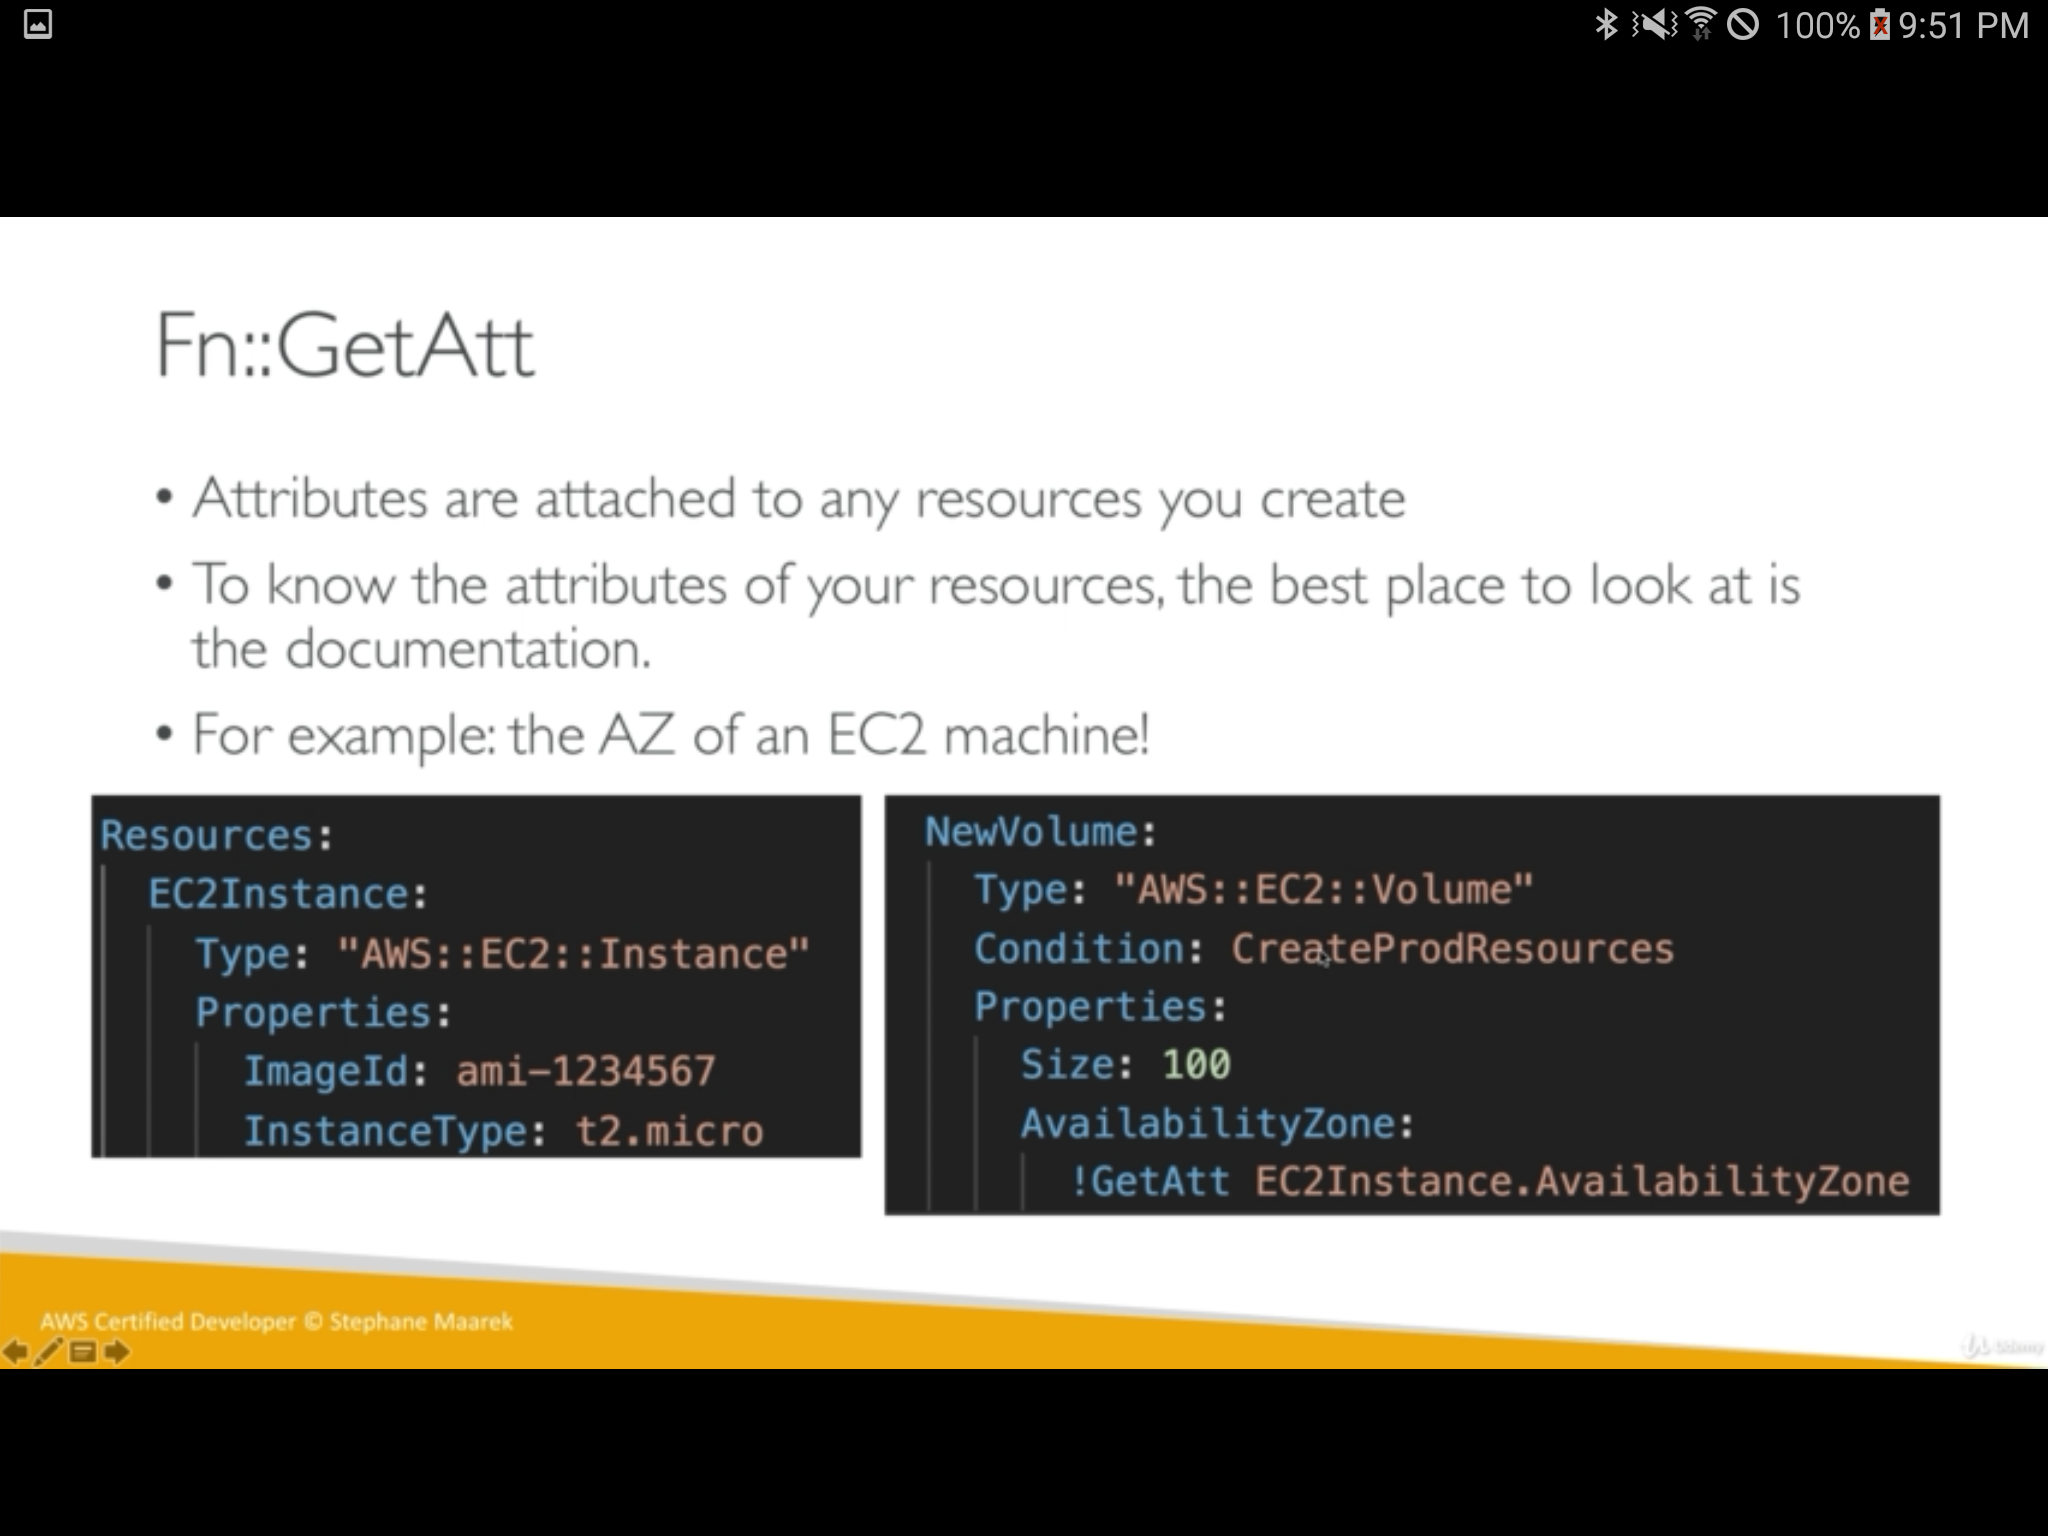 100% 9:51 PM
Fn::GetAtt
• Attributes are attached to any resources you create
• To know the attributes of your resources, the best place to look at is
the documentation.
• For example: the AZ of an EC2 machine!
Resources:
EC2Instance:
Type: "AWS::EC2::Instance"
Properties:
ImageId: ami-1234567
InstanceType: t2.micro
NewVolume:
Type: "AWS::EC2::Volume"
Condition: CreateProdResources
Properties:
Size: 100
AvailabilityZone:
!GetAtt EC2Instance.AvailabilityZone
AWS Certified Developer © Stephane Maarek
Udemy